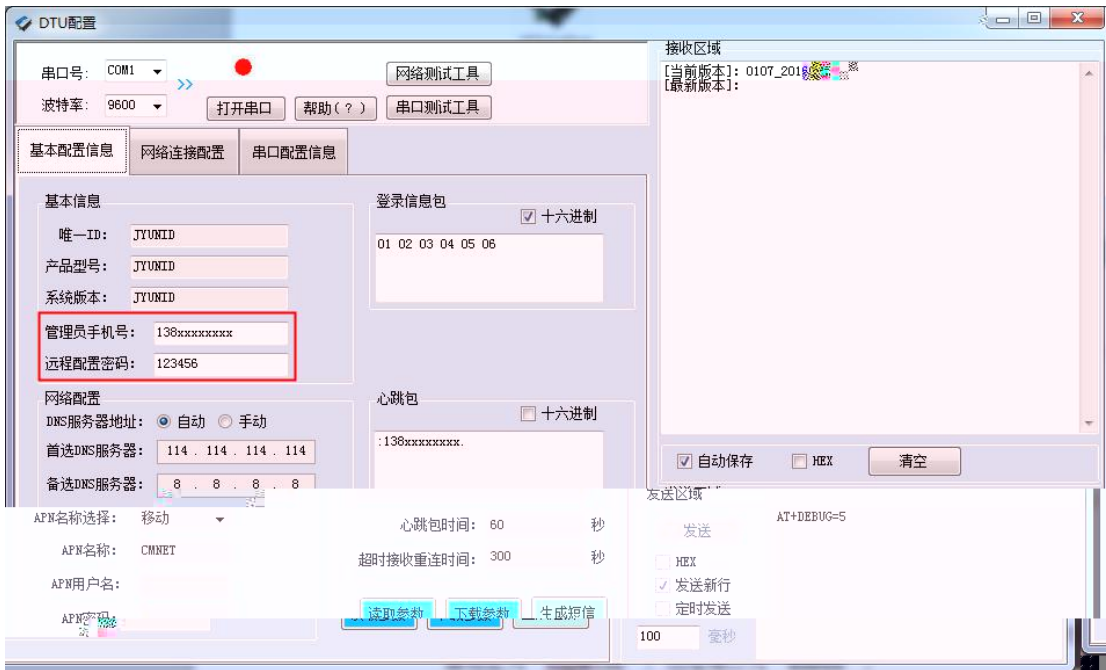 DTU配置
串口号: COM1
波特率: 9600
>>
打开串口
帮助(?)
网络测试工具
串口测试工具
基本配置信息
网络连接配置
串口配置信息
基本信息
唯一ID: JYUNID
产品型号: JYUNID
系统版本: JYUNID
管理员手机号: 138xxxxxxxx
远程配置密码: 123456
网络配置
DNS服务器地址: 自动 手动
首选DNS服务器: 114 . 114 . 114 . 114
备选DNS服务器: 8 . 8 . 8 . 8
APN名称选择: 移动
APN名称: CMNET
APN用户名:
APN密码:
登录信息包
十六进制
01 02 03 04 05 06
心跳包
十六进制
:138xxxxxxxx.
心跳包时间: 60 秒
超时接收重连时间: 300 秒
读取参数
下载参数
生成短信
接收区域
[当前版本]: 0107_201
[最新版本]:
自动保存
HEX
清空
发送区域
发送
AT+DEBUG=5
HEX
发送新行
定时发送
100 毫秒